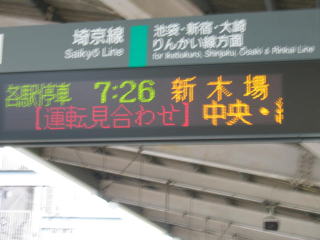 埼京線
Saikyō Line
池袋・新宿・大崎
りんかい線方面
for Ikebukuro, Shinjuku, Ōsaki & Rinkai Line
各駅停車 7:26 新木場
【運転見合わせ】 中央・